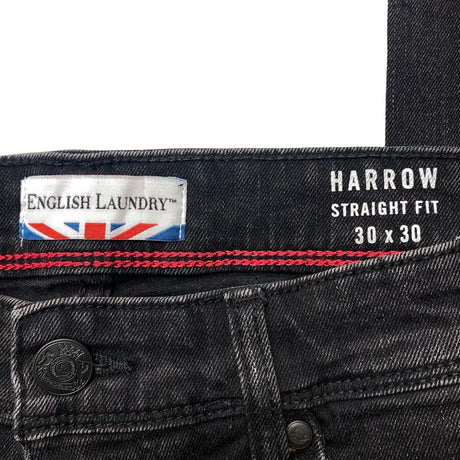 ENGLISH LAUNDRY™
HARROW
STRAIGHT FIT
30 x 30